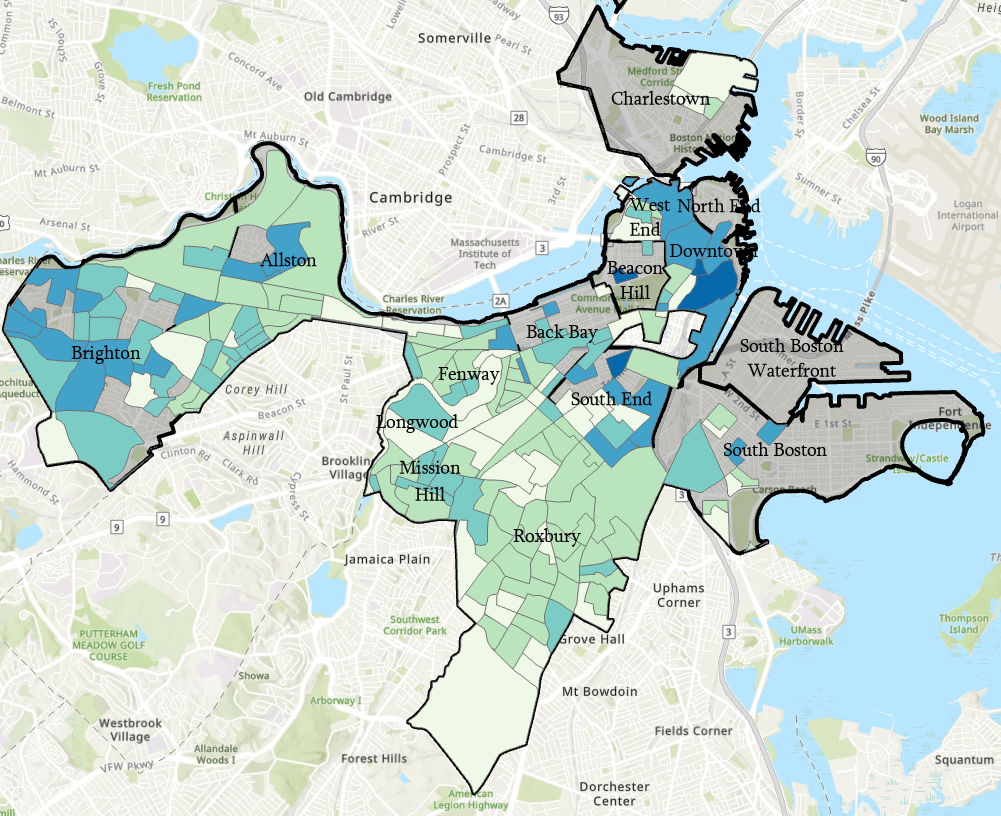 Somerville
Pearl St
Lowell
93
Concord Ave
Fresh Pond
Reservation
Grove St
School St
Common St
Belmont St
Old Cambridge
28
Medford St
Corridor
Charlestown
Border St
Chelsea St
Wood Island
Bay Marsh
Mt Auburn St
Mt Auburn St
Prospect St
Cambridge St
3rd St
90
Sumner St
Cambridge
West
End
North End
Logan
International
Airport
Arsenal St
River St
Massachusetts
Institute of
Tech
3
Downtown
Allston
Beacon
Hill
Charles River
Reservation
2A
Back Bay
South Boston
Waterfront
Brighton
Fenway
St Paul St
Corey Hill
Beacon St
South End
A St
W 2nd St
E 1st St
Fort
Independence
Longwood
Aspinwall
Hill
South Boston
Strandway/Castle
Island
Clinton Rd
Clark Rd
Cypress St
Brookline
Village
Mission
Hill
Carson Beach
Hammond St
3
9
9
Roxbury
Jamaica Plain
Uphams
Corner
Southwest
Corridor Park
UMass
Harborwalk
Thompson
Island
PUTTERHAM
MEADOW GOLF
COURSE
Grove Hall
3
Showa
Arborway I
Mt Bowdoin
Westbrook
Village
Fields Corner
Allandale
Woods I
VFW Pkwy
Forest Hills
Squantum
American
Legion Highway
Dorchester
Center